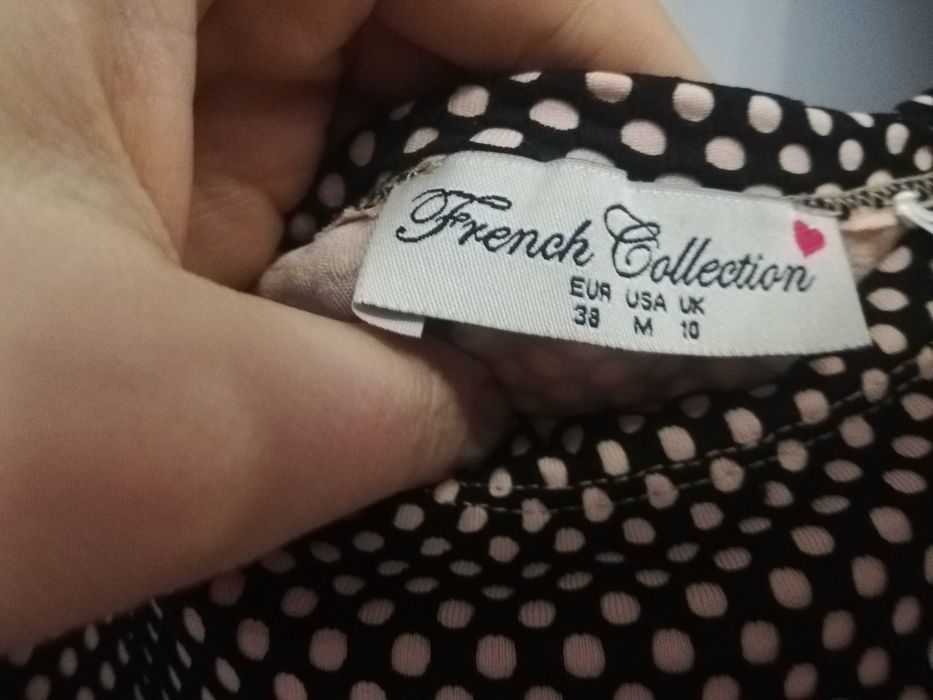 French Collection
EUR USA UK
38 M 10